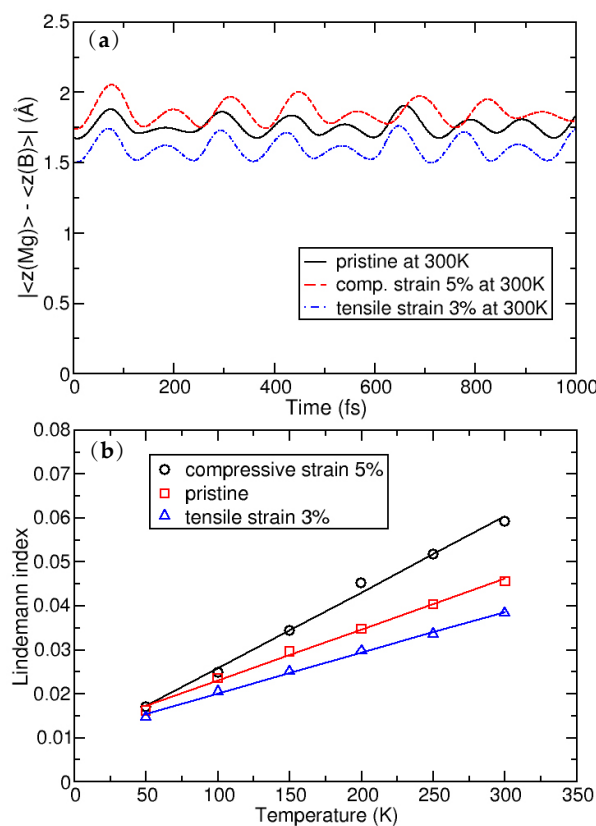 (a)
2.5
2
1.5
1
0.5
0
|<z(Mg)> - <z(B)>| (Å)
pristine at 300K
comp. strain 5% at 300K
tensile strain 3% at 300K
0 200 400 600 800 1000
Time (fs)
(b)
0.08
0.07
0.06
0.05
0.04
0.03
0.02
0.01
0
Lindemann index
compressive strain 5%
pristine
tensile strain 3%
0 50 100 150 200 250 300 350
Temperature (K)